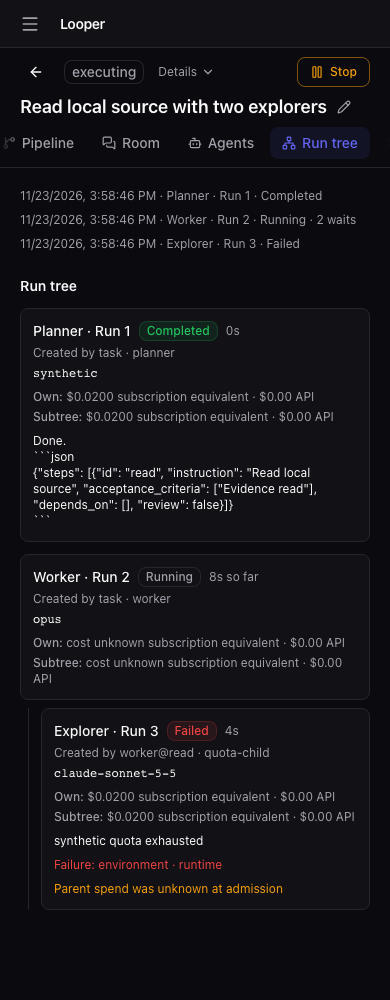 Looper
executing
Details
Stop
Read local source with two explorers
Pipeline
Room
Agents
Run tree
11/23/2026, 3:58:46 PM · Planner · Run 1 · Completed
11/23/2026, 3:58:46 PM · Worker · Run 2 · Running · 2 waits
11/23/2026, 3:58:46 PM · Explorer · Run 3 · Failed
Run tree
Planner · Run 1 Completed 0s
Created by task · planner
synthetic
Own: $0.0200 subscription equivalent · $0.00 API
Subtree: $0.0200 subscription equivalent · $0.00 API
Done.
```json
{"steps": [{"id": "read", "instruction": "Read local
source", "acceptance_criteria": ["Evidence read"],
"depends_on": [], "review": false}]}
```
Worker · Run 2 Running 8s so far
Created by task · worker
opus
Own: cost unknown subscription equivalent · $0.00 API
Subtree: cost unknown subscription equivalent · $0.00
API
Explorer · Run 3 Failed 4s
Created by worker@read · quota-child
claude-sonnet-5-5
Own: $0.0200 subscription equivalent · $0.00 API
Subtree: $0.0200 subscription equivalent · $0.00 API
synthetic quota exhausted
Failure: environment · runtime
Parent spend was unknown at admission